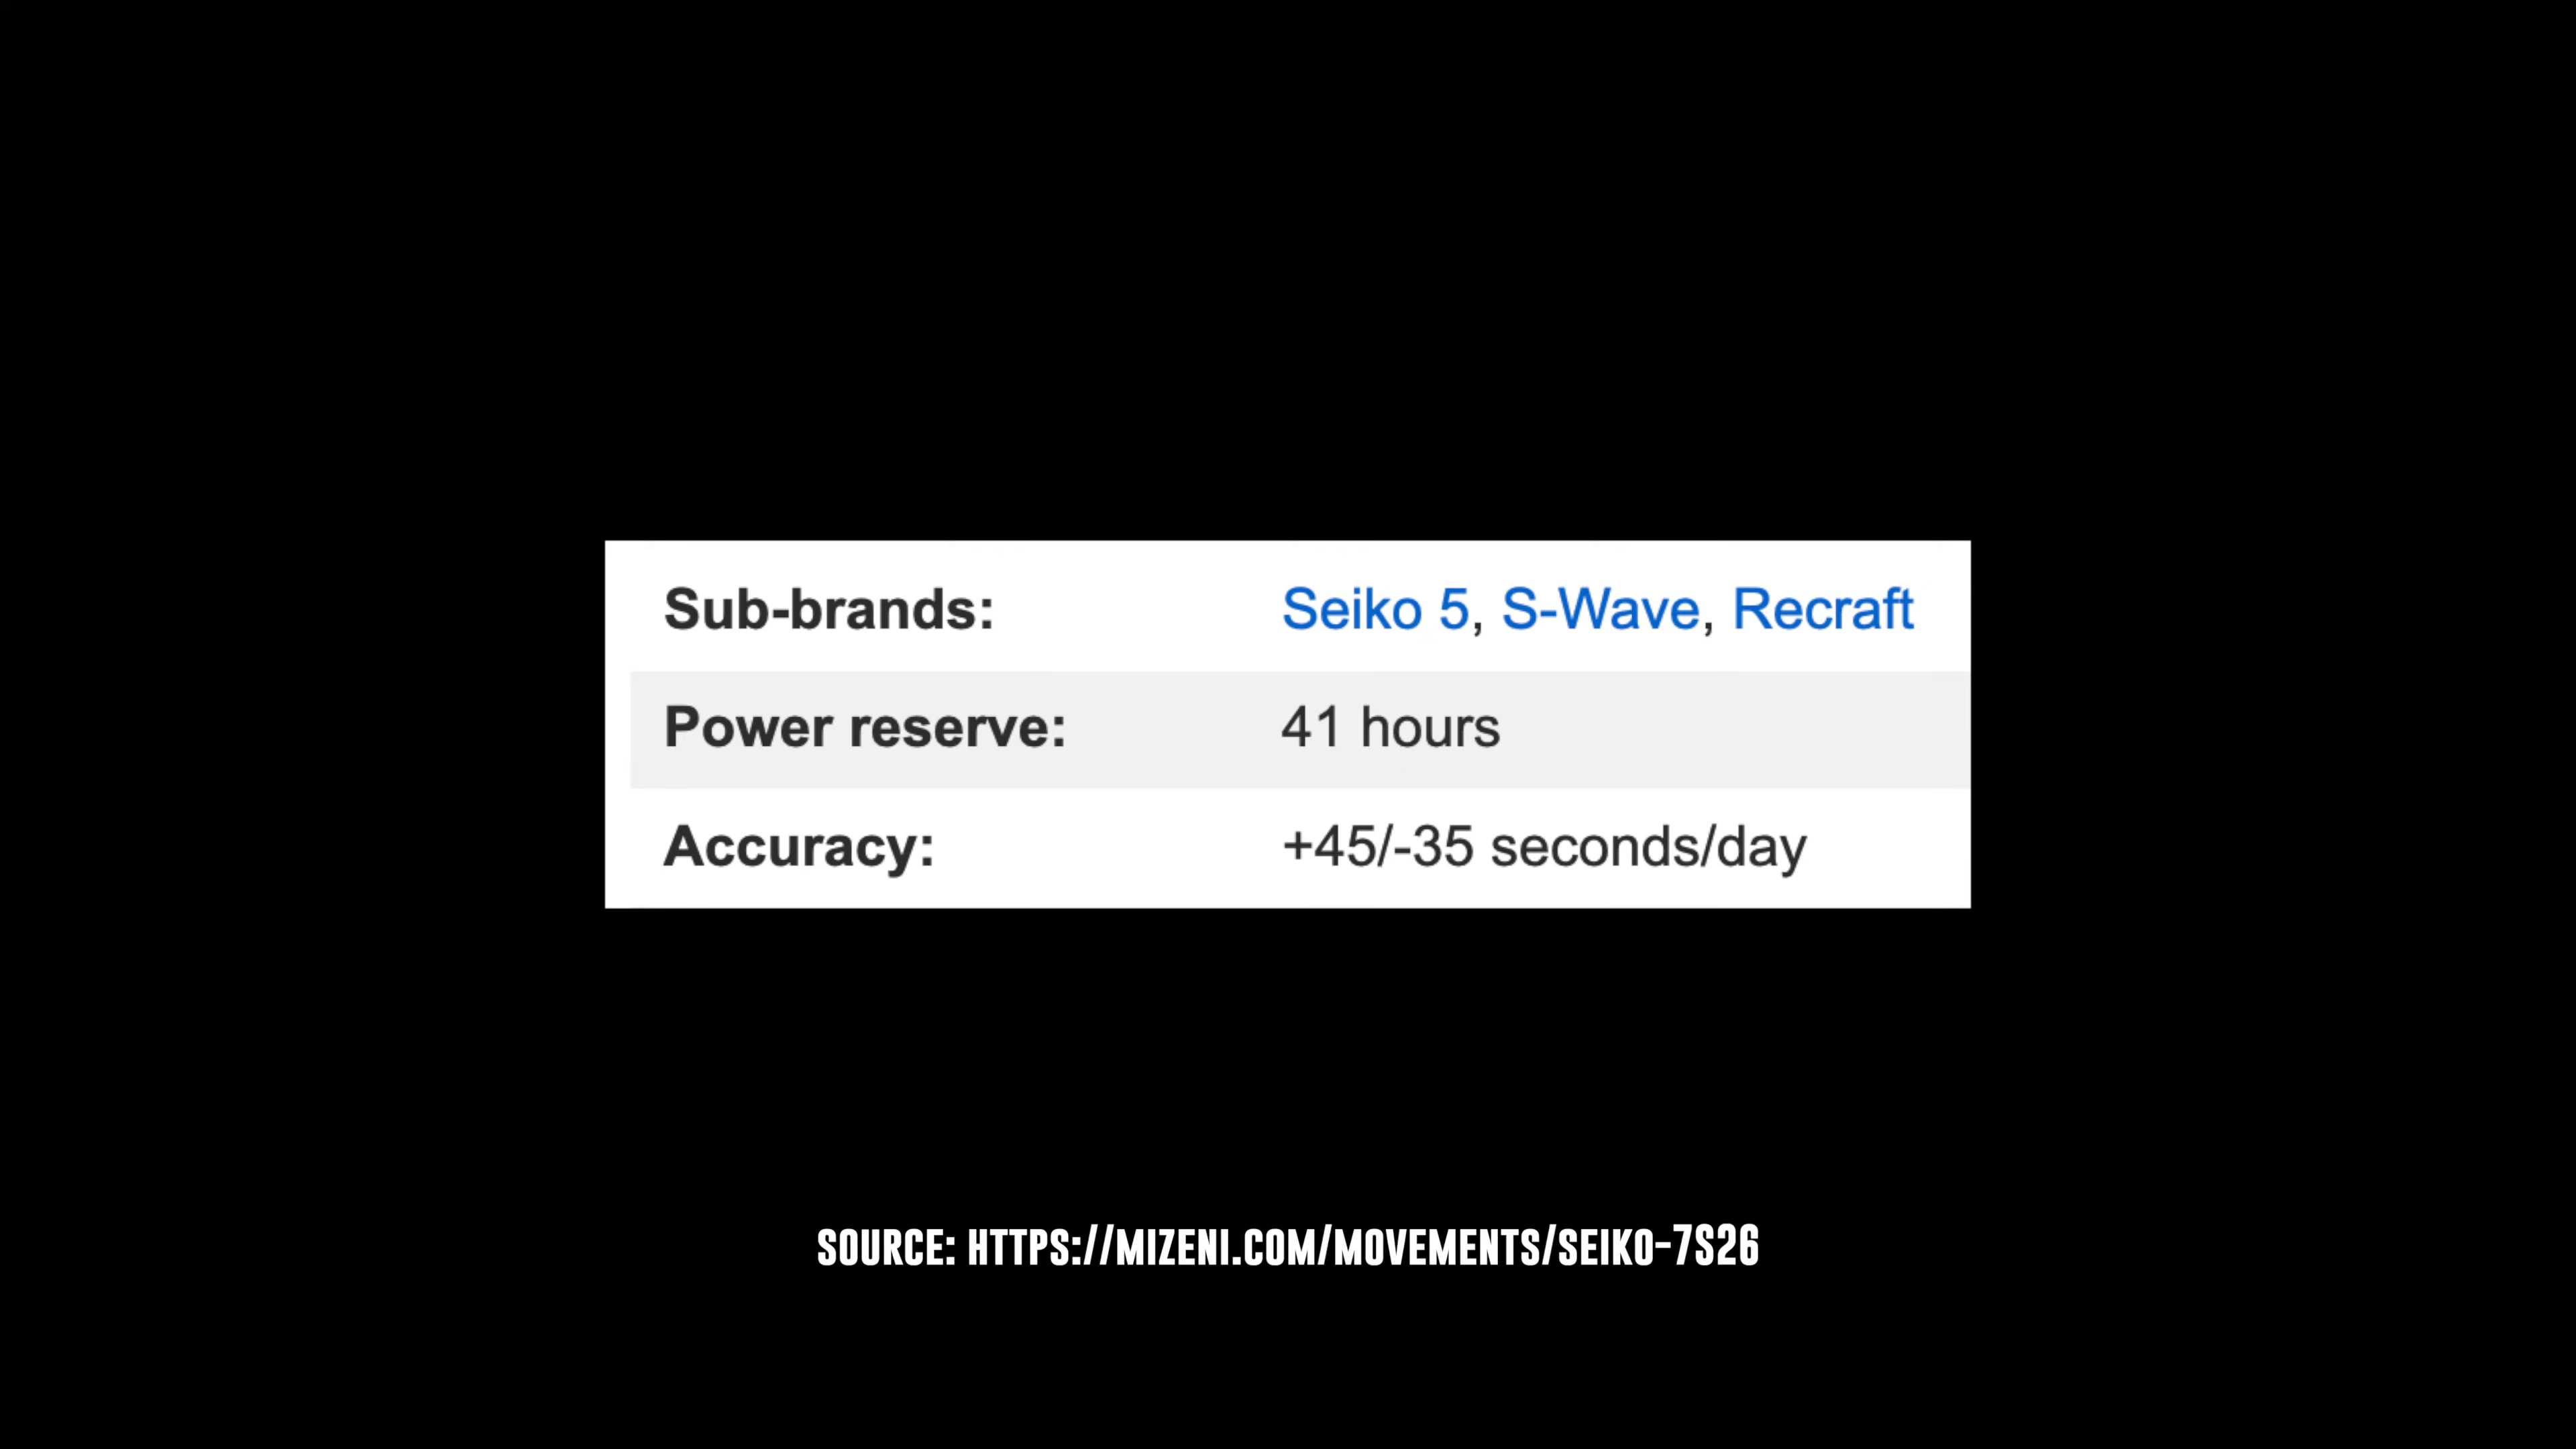 Sub-brands: Seiko 5, S-Wave, Recraft
Power reserve: 41 hours
Accuracy: +45/-35 seconds/day
SOURCE: HTTPS://MIZENI.COM/MOVEMENTS/SEIKO-7S26